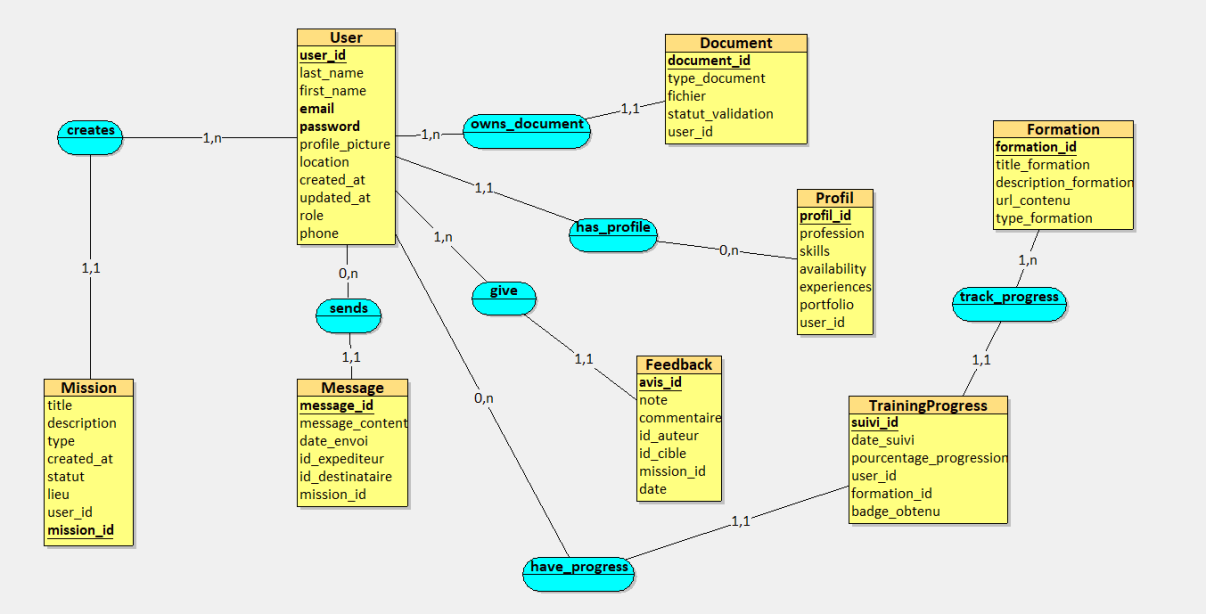 User
user_id
last_name
first_name
email
password
profile_picture
location
created_at
updated_at
role
phone
Document
document_id
type_document
fichier
statut_validation
user_id
creates
1,n
1,n
owns_document
1,1
Formation
formation_id
title_formation
description_formation
url_contenu
type_formation
1,1
has_profile
0,n
Profil
profil_id
profession
skills
availability
experiences
portfolio
user_id
1,1
0,n
1,n
give
sends
1,n
track_progress
1,1
1,1
1,1
0,n
Mission
title
description
type
created_at
statut
lieu
user_id
mission_id
Message
message_id
message_content
date_envoi
id_expediteur
id_destinataire
mission_id
Feedback
avis_id
note
commentaire
id_auteur
id_cible
mission_id
date
TrainingProgress
suivi_id
date_suivi
pourcentage_progression
user_id
formation_id
badge_obtenu
1,1
have_progress